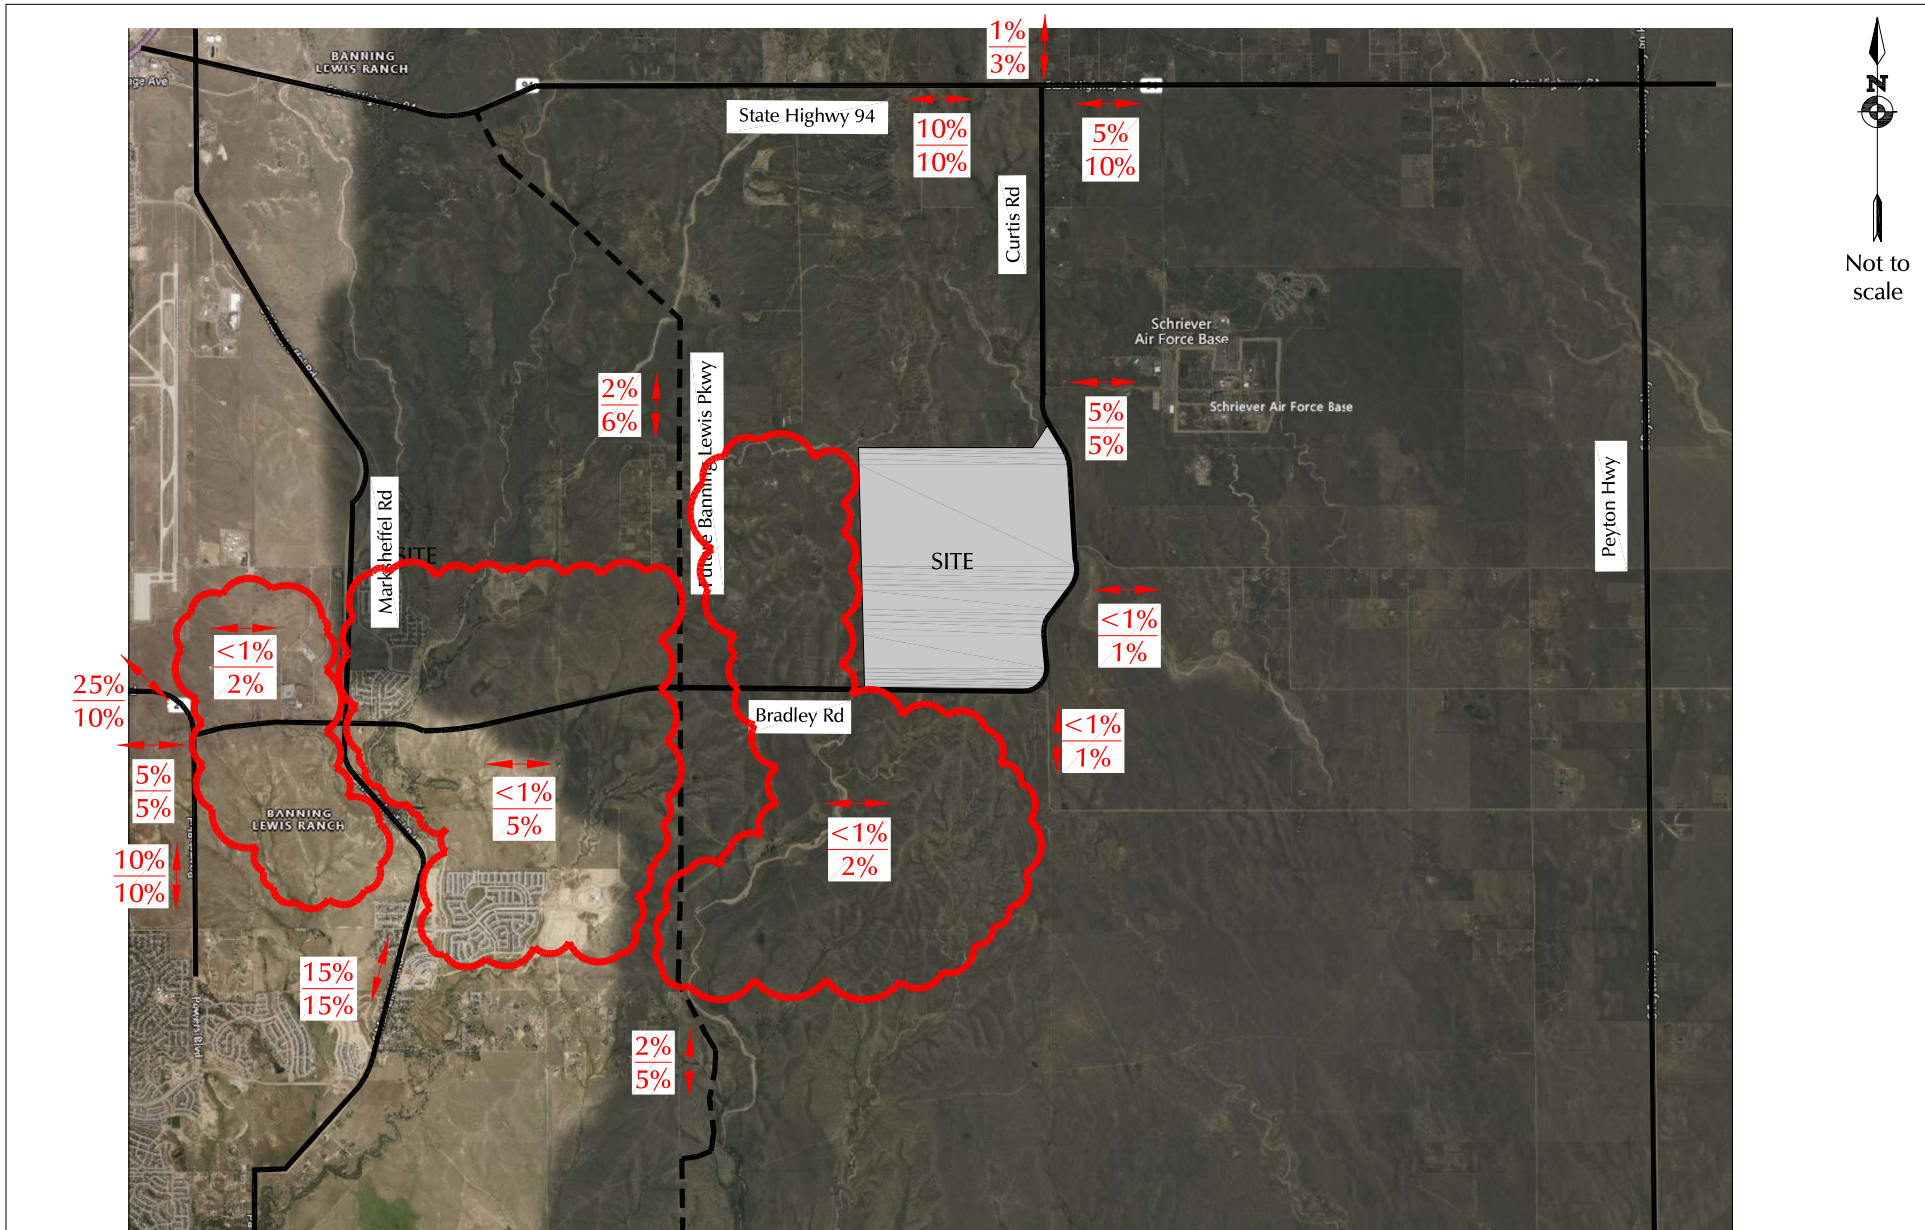 1%
3%
BANNING
LEWIS RANCH
State Highway 94
10%
10%
5%
10%
N
Not to
scale
Curtis Rd
Schriever
Air Force Base
Schriever Air Force Base
2%
6%
Future Banning Lewis Pkwy
5%
5%
Peyton Hwy
Marksheffel Rd
SITE
SITE
<1%
2%
<1%
1%
25%
10%
Bradley Rd
<1%
1%
5%
5%
<1%
5%
BANNING
LEWIS RANCH
<1%
2%
10%
10%
15%
15%
Powers Blvd
2%
5%